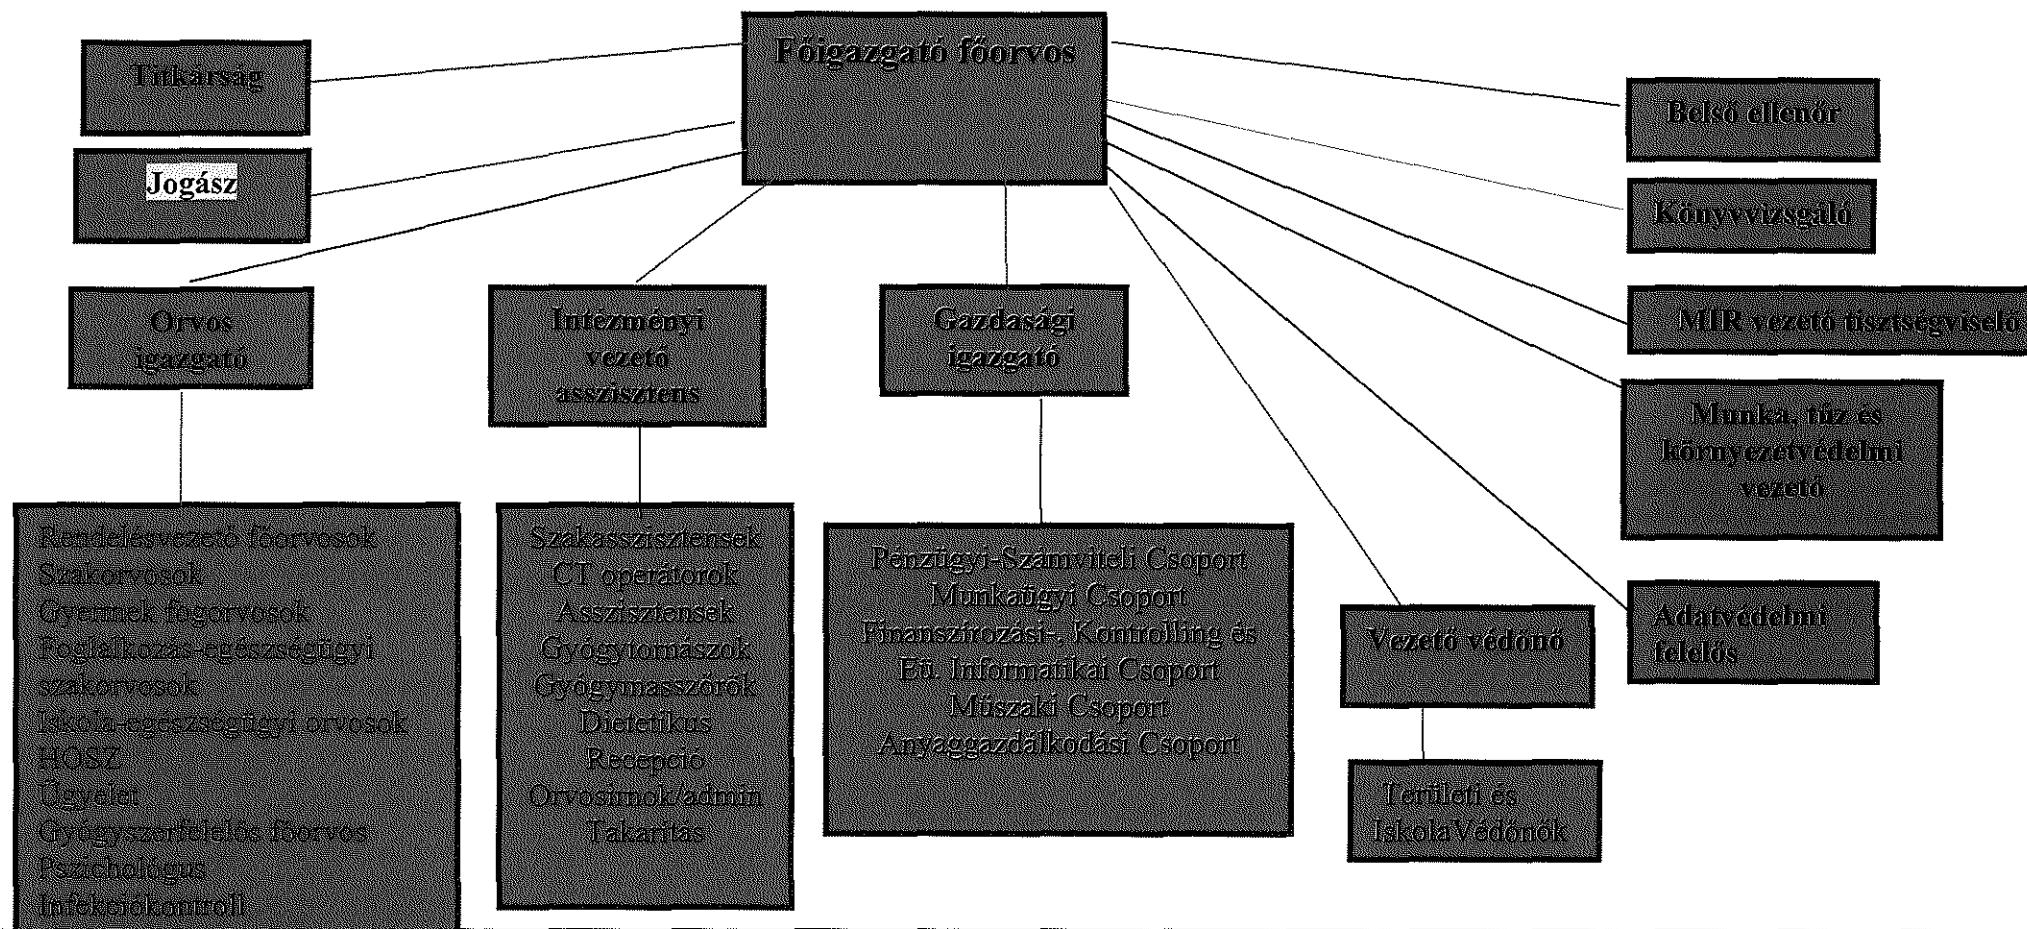 Főigazgató főorvos
Titkárság
Jogász
Belső ellenőr
Könyvvizsgáló
MIR vezető tisztségviselő
Munka, tűz és
környezetvédelmi
vezető
Adatvédelmi
felelős
Orvos
igazgató
Intézményi
vezető
asszisztens
Gazdasági
igazgató
Vezető védőnő
Rendelésvezető főorvosok
Szakorvosok
Gyermek fogorvosok
Foglalkozás-egészségügyi
szakorvosok
Iskola-egészségügyi orvosok
HOSZ
Ügyelet
Gyógyszerfelelős főorvos
Pszichológus
Infekciókontroll
Szakasszisztensek
CT operátorok
Asszisztensek
Gyógytornászok
Gyógymasszőrök
Dietetikus
Recepció
Orvosírnok/admin
Takarítás
Pénzügyi-Számviteli Csoport
Munkaügyi Csoport
Finanszírozási-, Kontrolling és
Eü. Informatikai Csoport
Műszaki Csoport
Anyaggazdálkodási Csoport
Területi és
IskolaVédőnők